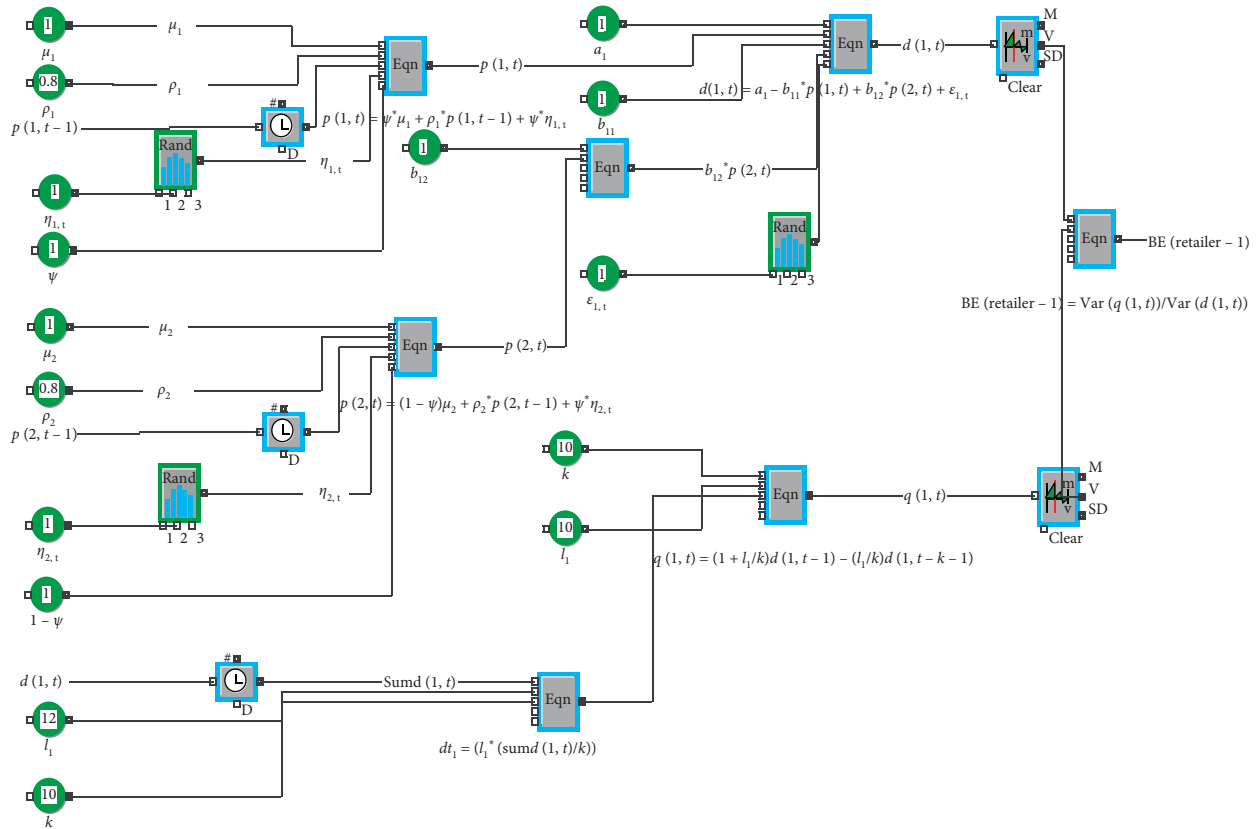 1
μ₁
μ₁
0.8
ρ₁
ρ₁
p (1, t – 1)
#
D
Rand
1 2 3
η₁, t
1
η₁, t
1
ψ
Eqn
p (1, t)
p (1, t) = ψ*μ₁ + ρ₁*p (1, t – 1) + ψ*η₁, t
1
b₁₂
1
a₁
1
b₁₁
Eqn
d (1, t)
d(1, t) = a₁ – b₁₁*p (1, t) + b₁₂*p (2, t) + ε₁, t
Eqn
b₁₂*p (2, t)
Rand
1 2 3
1
ε₁, t
m
v
M
V
SD
Clear
Eqn
BE (retailer – 1)
BE (retailer – 1) = Var (q (1, t))/Var (d (1, t))
1
μ₂
μ₂
0.8
ρ₂
ρ₂
p (2, t – 1)
#
D
Rand
1 2 3
η₂, t
1
η₂, t
1
1 – ψ
Eqn
p (2, t)
p (2, t) = (1 – ψ)μ₂ + ρ₂*p (2, t – 1) + ψ*η₂, t
10
k
10
l₁
Eqn
q (1, t)
q (1, t) = (1 + l₁/k)d (1, t – 1) – (l₁/k)d (1, t – k – 1)
m
v
M
V
SD
Clear
d (1, t)
#
D
Sumd (1, t)
12
l₁
10
k
Eqn
dt₁ = (l₁* (sumd (1, t)/k))